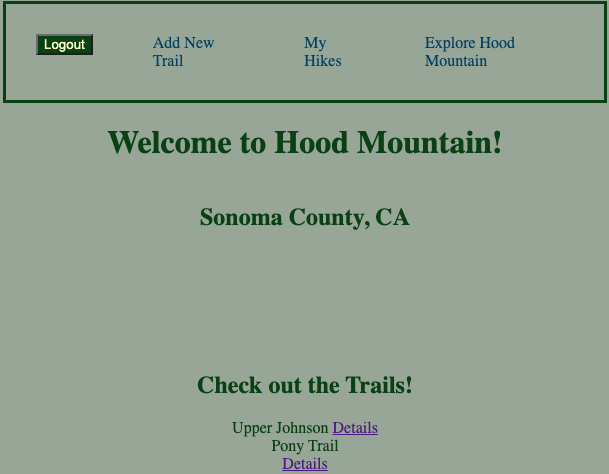 Logout
Add New
Trail
My
Hikes
Explore Hood
Mountain
Welcome to Hood Mountain!
Sonoma County, CA
Check out the Trails!
Upper Johnson Details
Pony Trail
Details